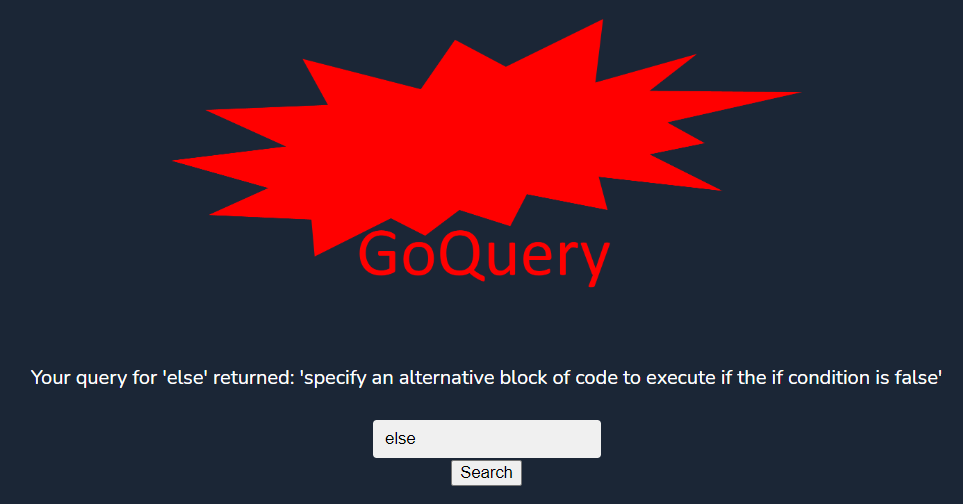 GoQuery
Your query for 'else' returned: 'specify an alternative block of code to execute if the if condition is false'
else
Search